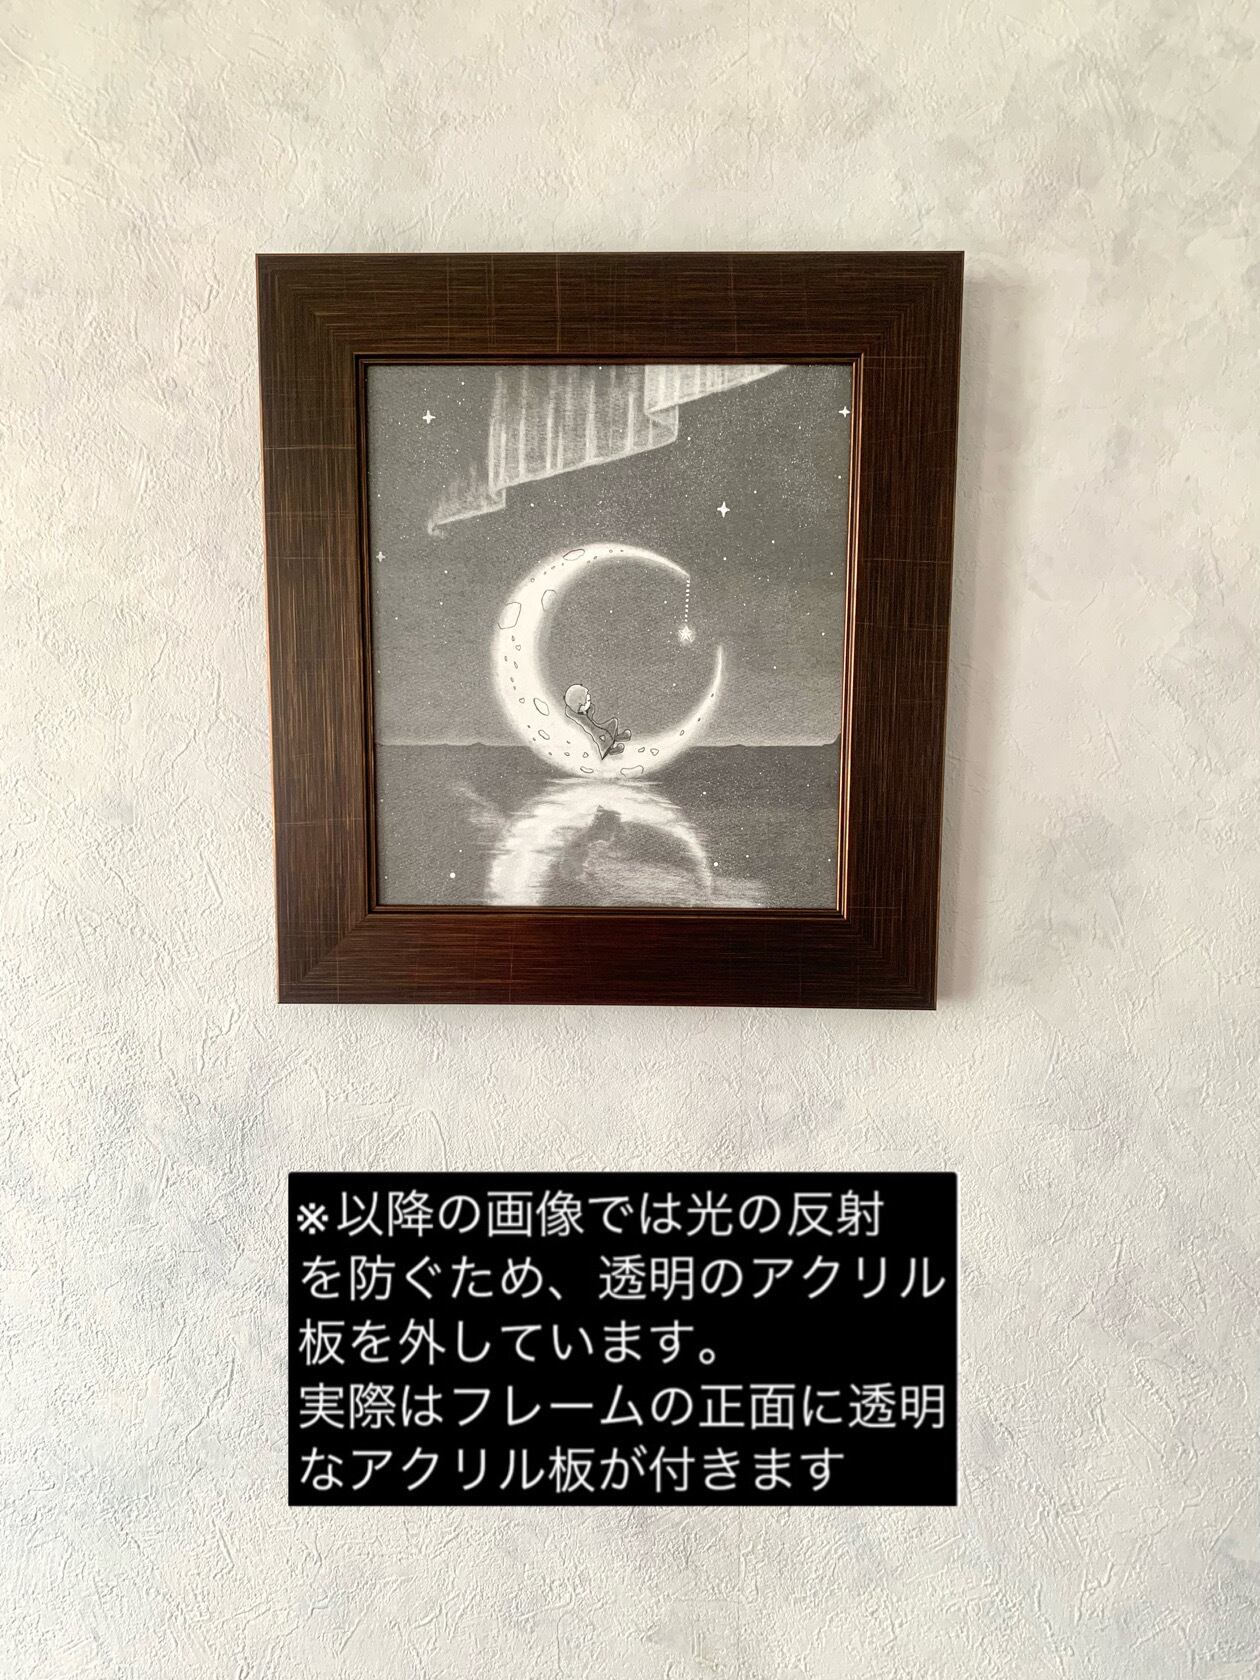 ※以降の画像では光の反射
を防ぐため、透明のアクリル
板を外しています。
実際はフレームの正面に透明
なアクリル板が付きます